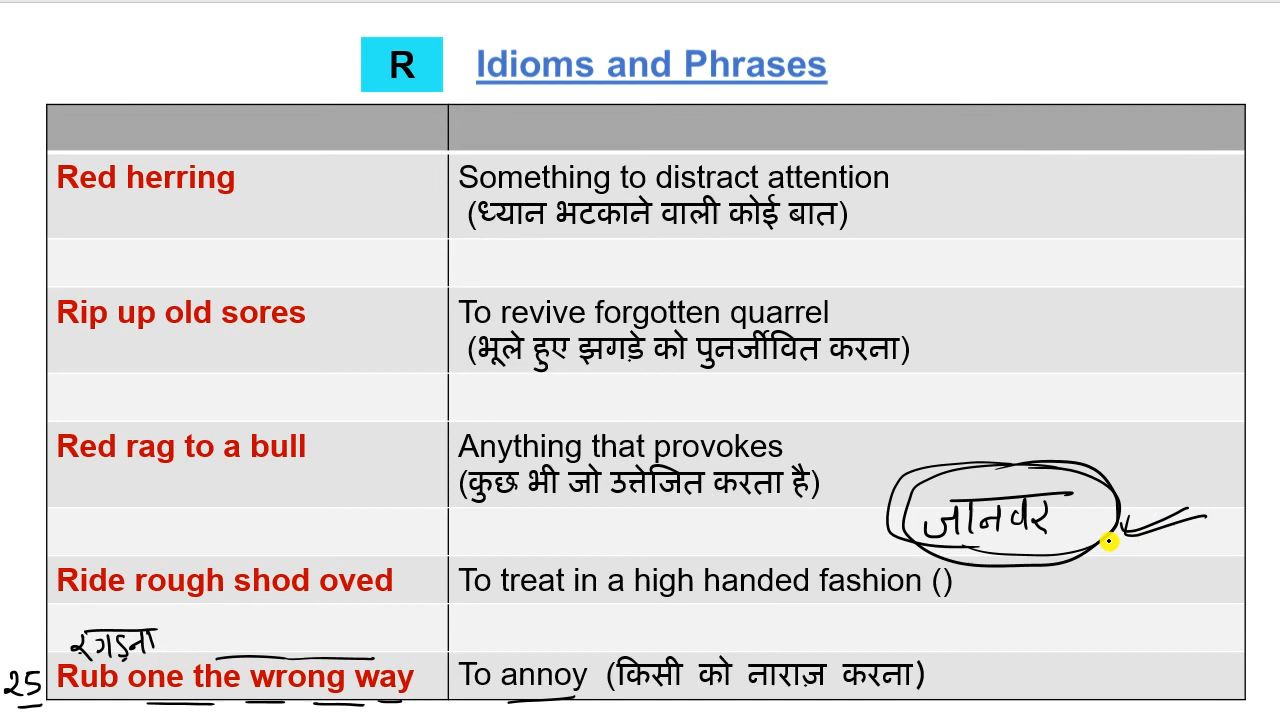 R Idioms and Phrases
Red herring
Something to distract attention
(ध्यान भटकाने वाली कोई बात)
Rip up old sores
To revive forgotten quarrel
(भूले हुए झगड़े को पुनर्जीवित करना)
Red rag to a bull
Anything that provokes
(कुछ भी जो उत्तेजित करता है)
जानवर
Ride rough shod oved
To treat in a high handed fashion ()
रगड़ना
25
Rub one the wrong way
To annoy (किसी को नाराज़ करना)